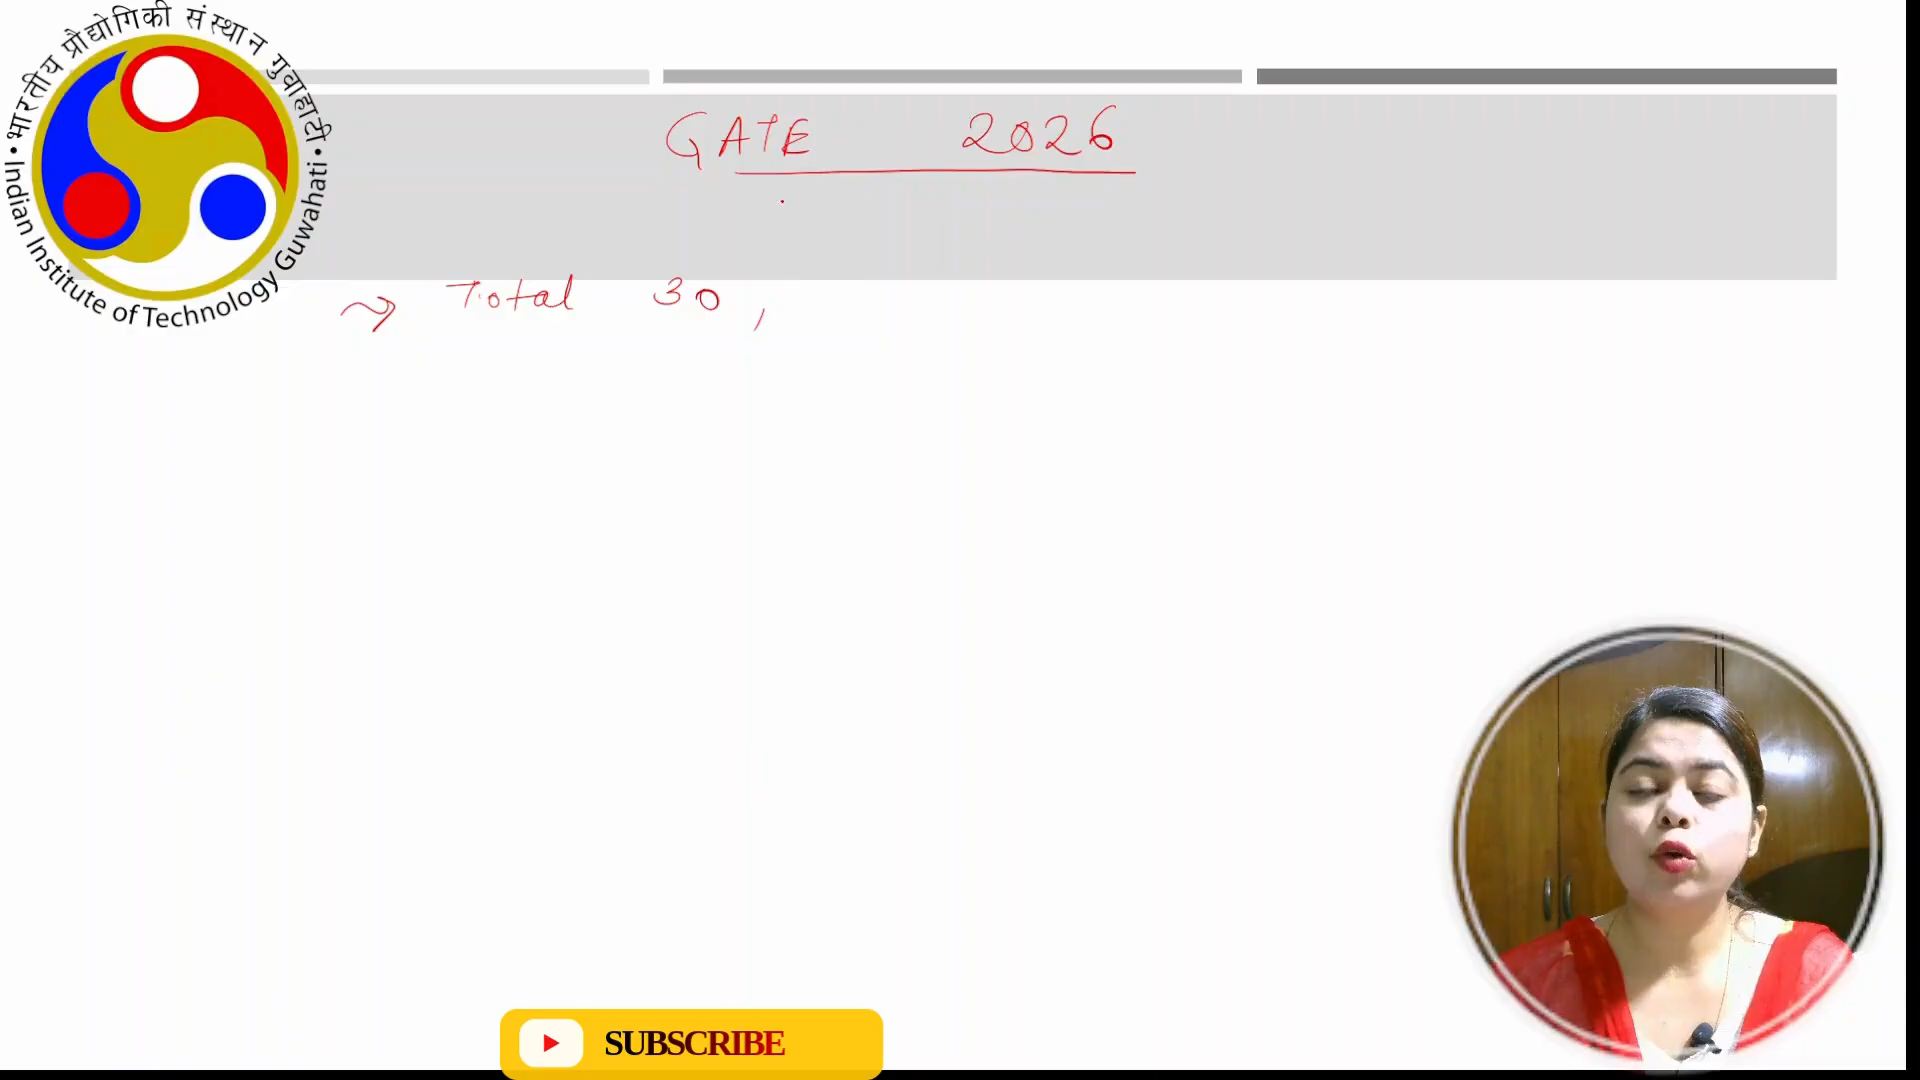 भारतीय प्रौद्योगिकी संस्थान गुवाहाटी
Indian Institute of Technology Guwahati
GATE 2026
Total 30,
SUBSCRIBE